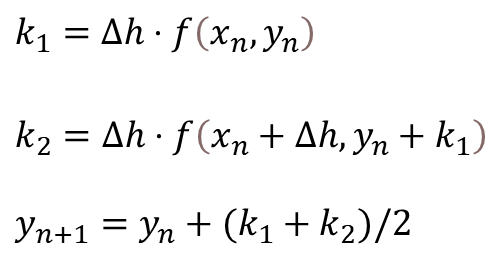 k₁ = Δh · f(xₙ, yₙ)
k₂ = Δh · f(xₙ + Δh, yₙ + k₁)
yₙ₊₁ = yₙ + (k₁ + k₂)/2